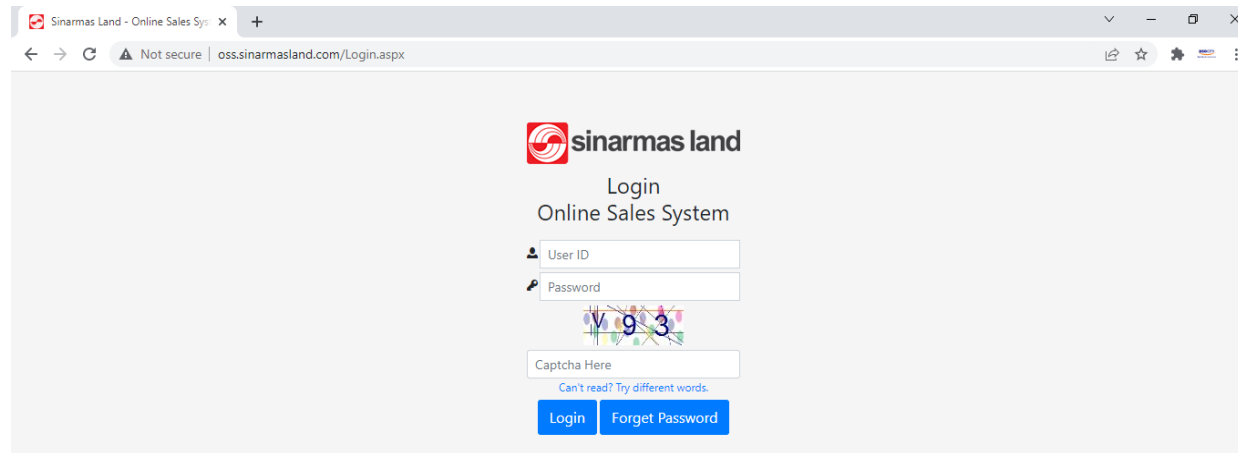 Sinarmas Land - Online Sales Sys
Not secure | oss.sinarmasland.com/Login.aspx
sinarmas land
Login
Online Sales System
User ID
Password
V 9 3
Captcha Here
Can't read? Try different words.
Login Forget Password